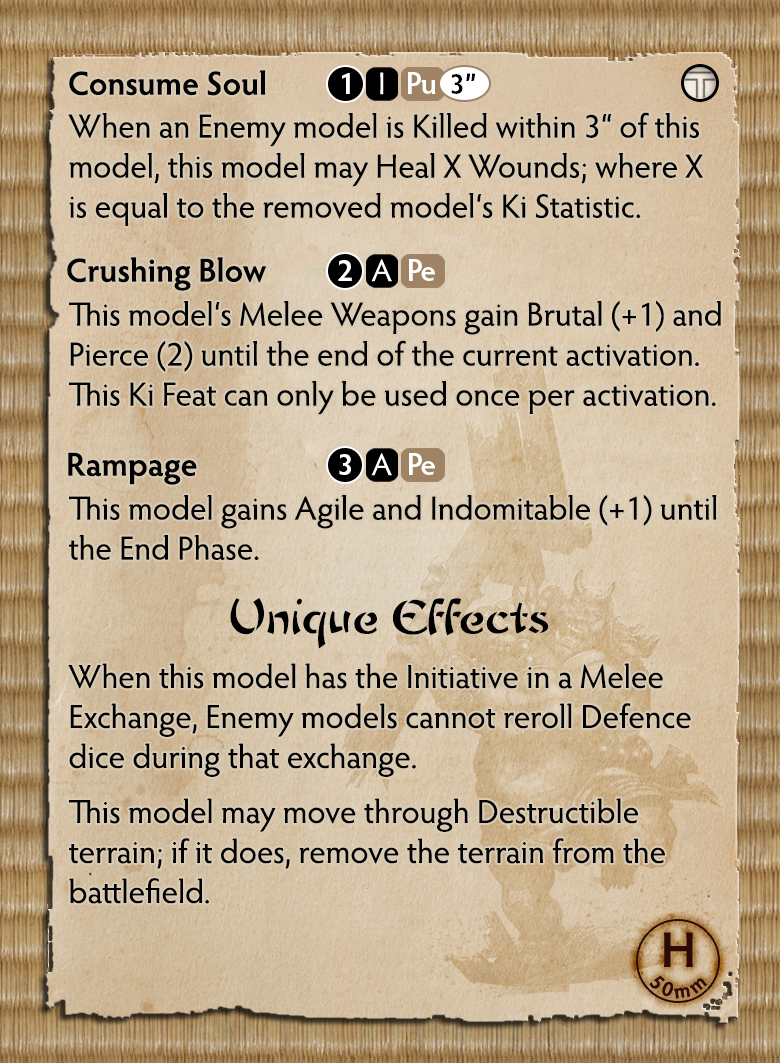 Consume Soul 1 I Pu 3" T
When an Enemy model is Killed within 3" of this
model, this model may Heal X Wounds; where X
is equal to the removed model's Ki Statistic.
Crushing Blow 2 A Pe
This model's Melee Weapons gain Brutal (+1) and
Pierce (2) until the end of the current activation.
This Ki Feat can only be used once per activation.
Rampage 3 A Pe
This model gains Agile and Indomitable (+1) until
the End Phase.
Unique Effects
When this model has the Initiative in a Melee
Exchange, Enemy models cannot reroll Defence
dice during that exchange.
This model may move through Destructible
terrain; if it does, remove the terrain from the
battlefield.
H
50mm